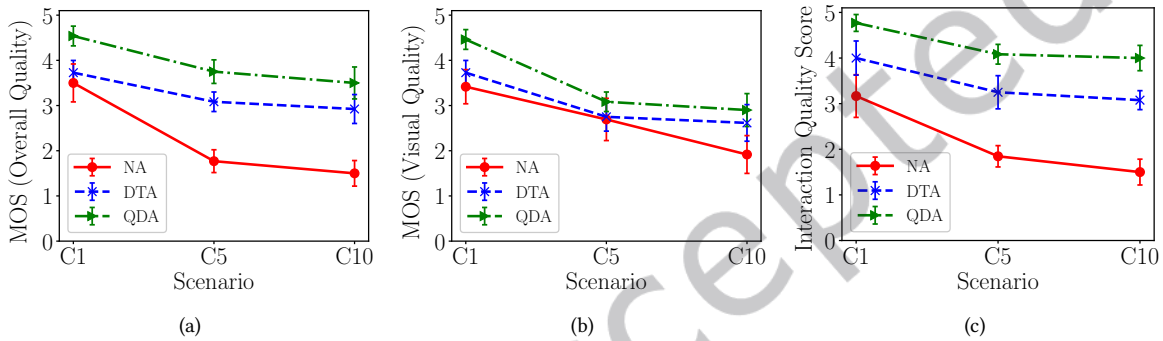 MOS (Overall Quality)
5
4
3
2
1
0
NA
DTA
QDA
C1
C5
C10
Scenario
(a)
MOS (Visual Quality)
5
4
3
2
1
0
NA
DTA
QDA
C1
C5
C10
Scenario
(b)
Interaction Quality Score
5
4
3
2
1
0
NA
DTA
QDA
C1
C5
C10
Scenario
(c)
cepted